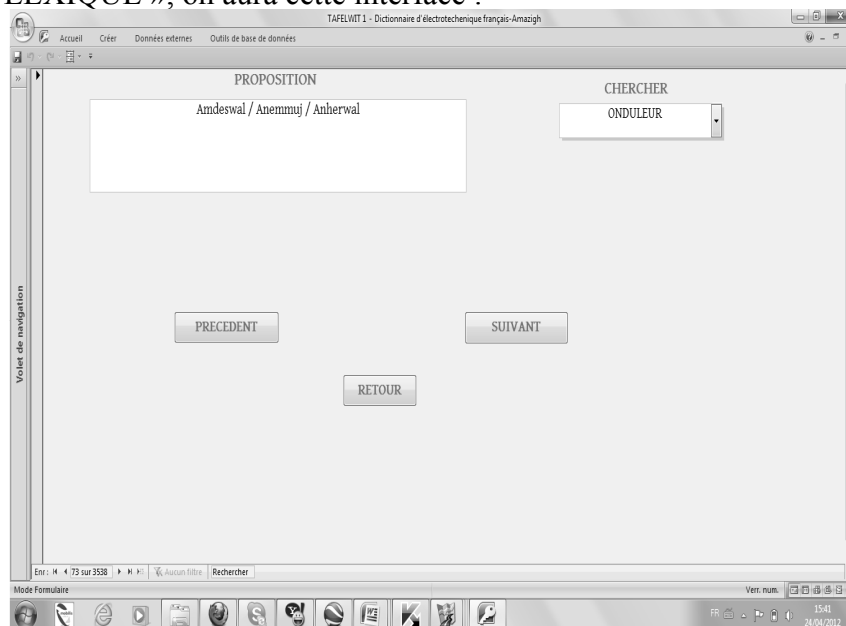 LEXIQUE », on aura cette interface :
TAFELWIT 1 - Dictionnaire d'électrotechenique français-Amazigh
Accueil Créer Données externes Outils de base de données
PROPOSITION
CHERCHER
Amdeswal / Anemmuj / Anherwal
ONDULEUR
Volet de navigation
PRECEDENT
SUIVANT
RETOUR
Enr : 73 sur 3538 Aucun filtre Rechercher
Mode Formulaire Verr. num.
FR 15:41
24/04/2012